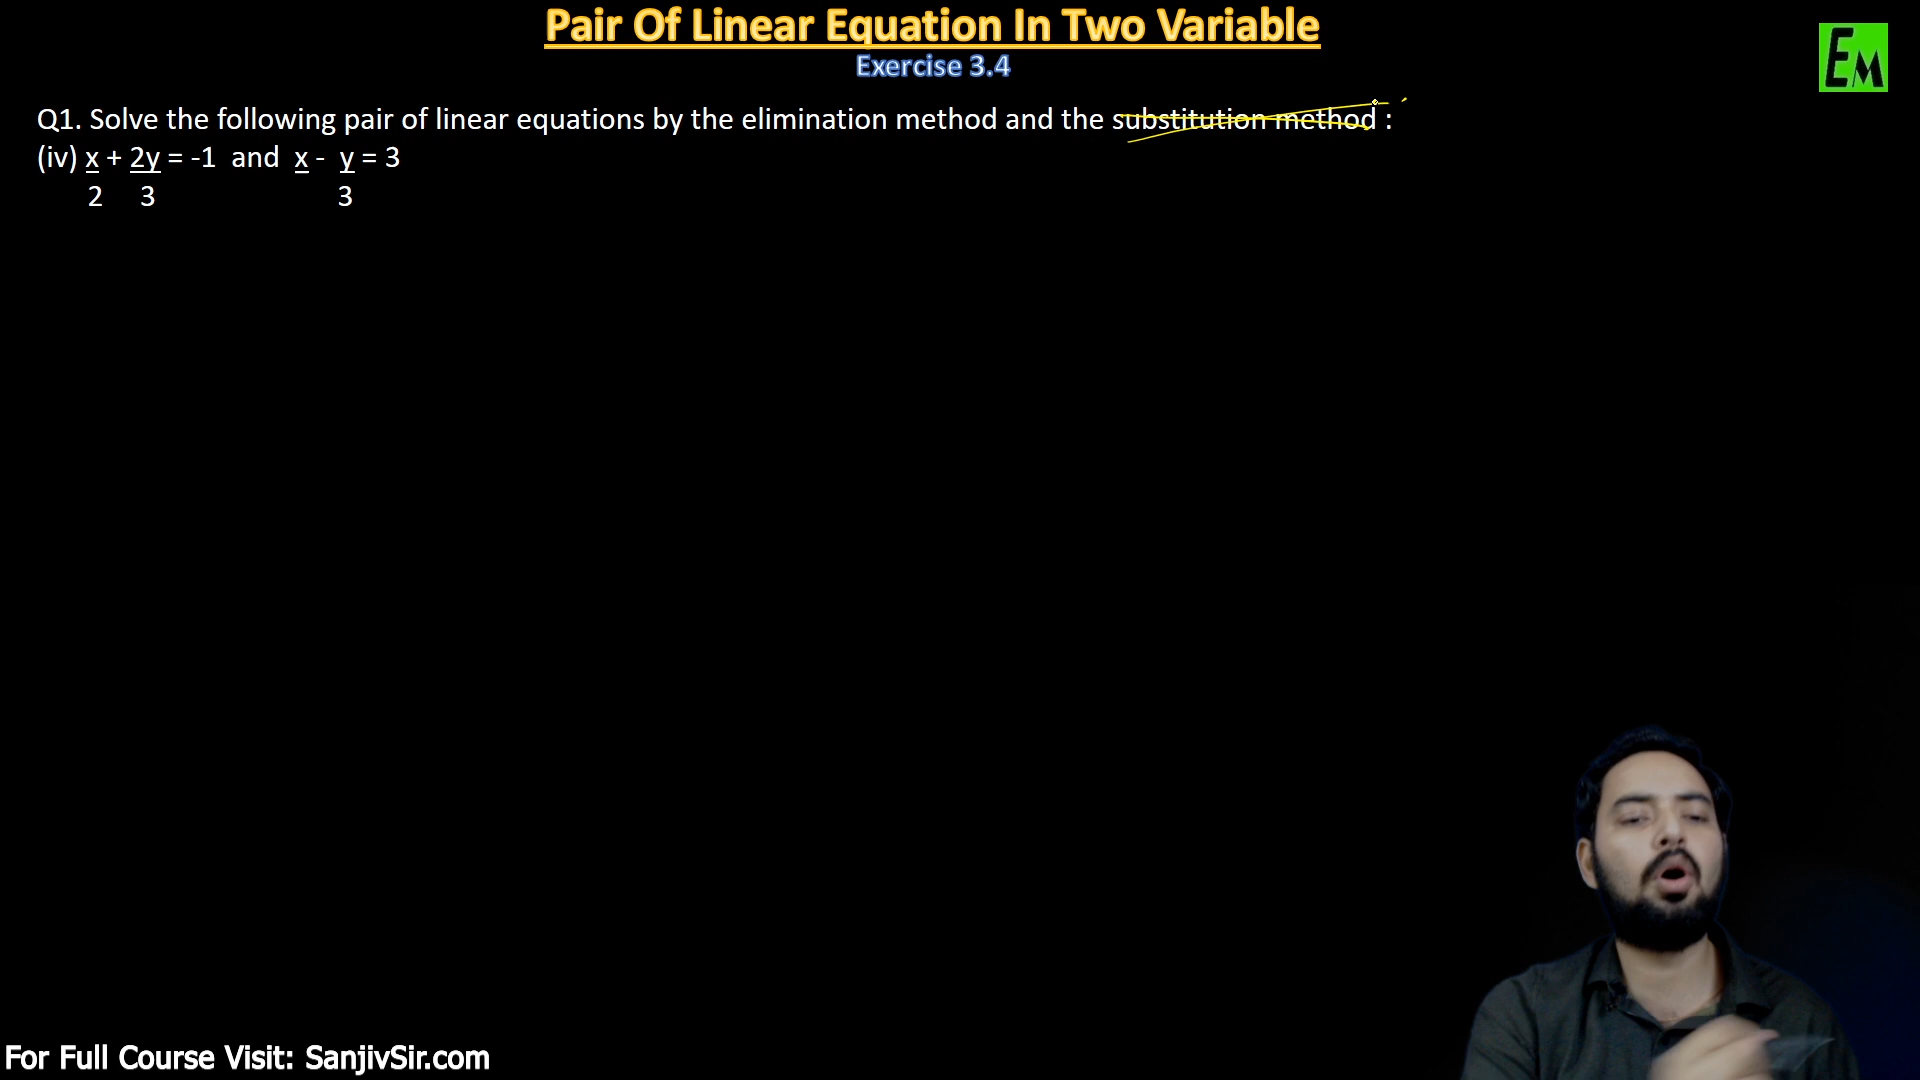 Pair Of Linear Equation In Two Variable
Exercise 3.4
EM
Q1. Solve the following pair of linear equations by the elimination method and the substitution method :
(iv) x + 2y = -1 and x - y = 3
2 3 3
For Full Course Visit: SanjivSir.com